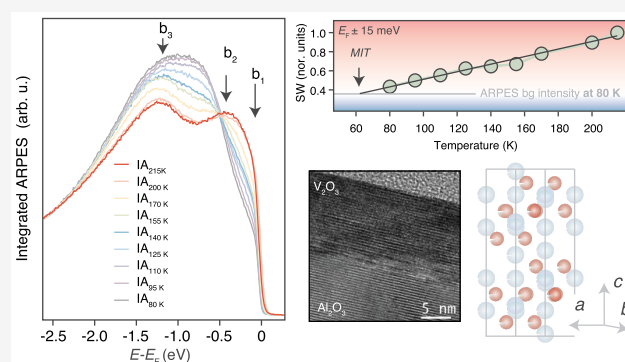 b₃
b₂
b₁
Integrated ARPES (arb. u.)
IA₂₁₅K
IA₂₀₀ K
IA₁₇₀ K
IA₁₅₅ K
IA₁₄₀ K
IA₁₂₅ K
IA₁₁₀ K
IA₉₅ K
IA₈₀ K
-2.5 -2.0 -1.5 -1.0 -0.5 0
E-E_F (eV)
SW (nor. units)
1.0
0.8
0.6
0.4
E_F ± 15 meV
MIT
ARPES bg intensity at 80 K
60 80 100 120 140 160 180 200
Temperature (K)
V₂O₃
Al₂O₃
5 nm
c
a
b